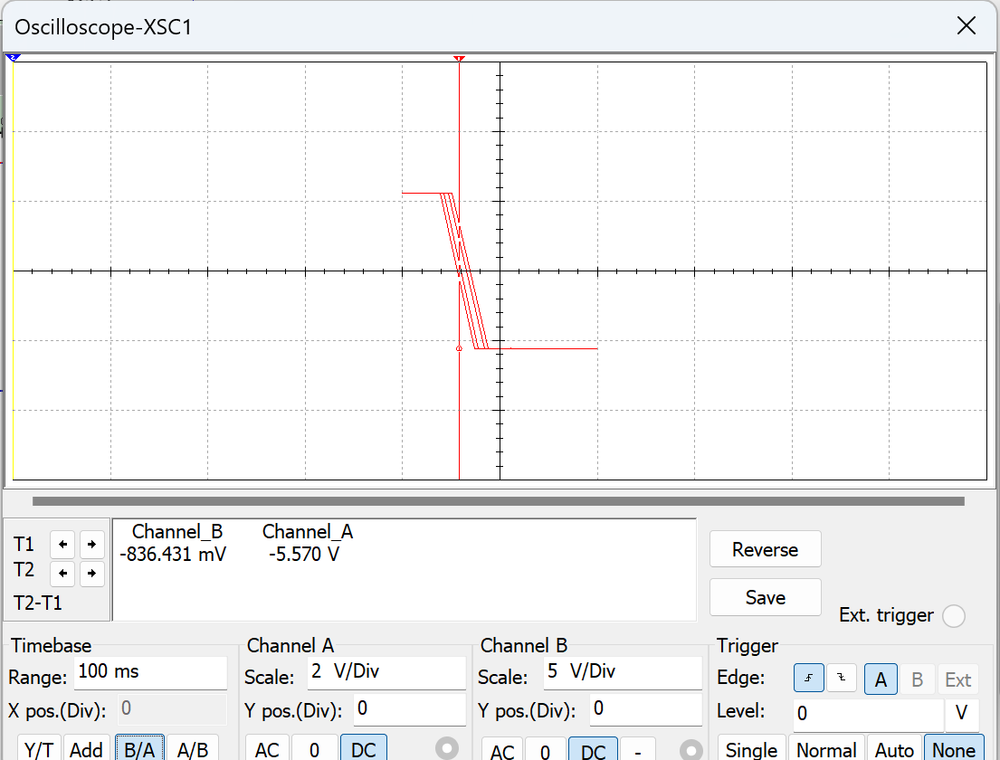 Oscilloscope-XSC1
Channel_B Channel_A
T1 -836.431 mV -5.570 V
T2
T2-T1
Reverse
Save
Ext. trigger
Timebase Channel A Channel B Trigger
Range: 100 ms Scale: 2 V/Div Scale: 5 V/Div Edge: A B Ext
X pos.(Div): 0 Y pos.(Div): 0 Y pos.(Div): 0 Level: 0 V
Y/T Add B/A A/B AC 0 DC AC 0 DC - Single Normal Auto None